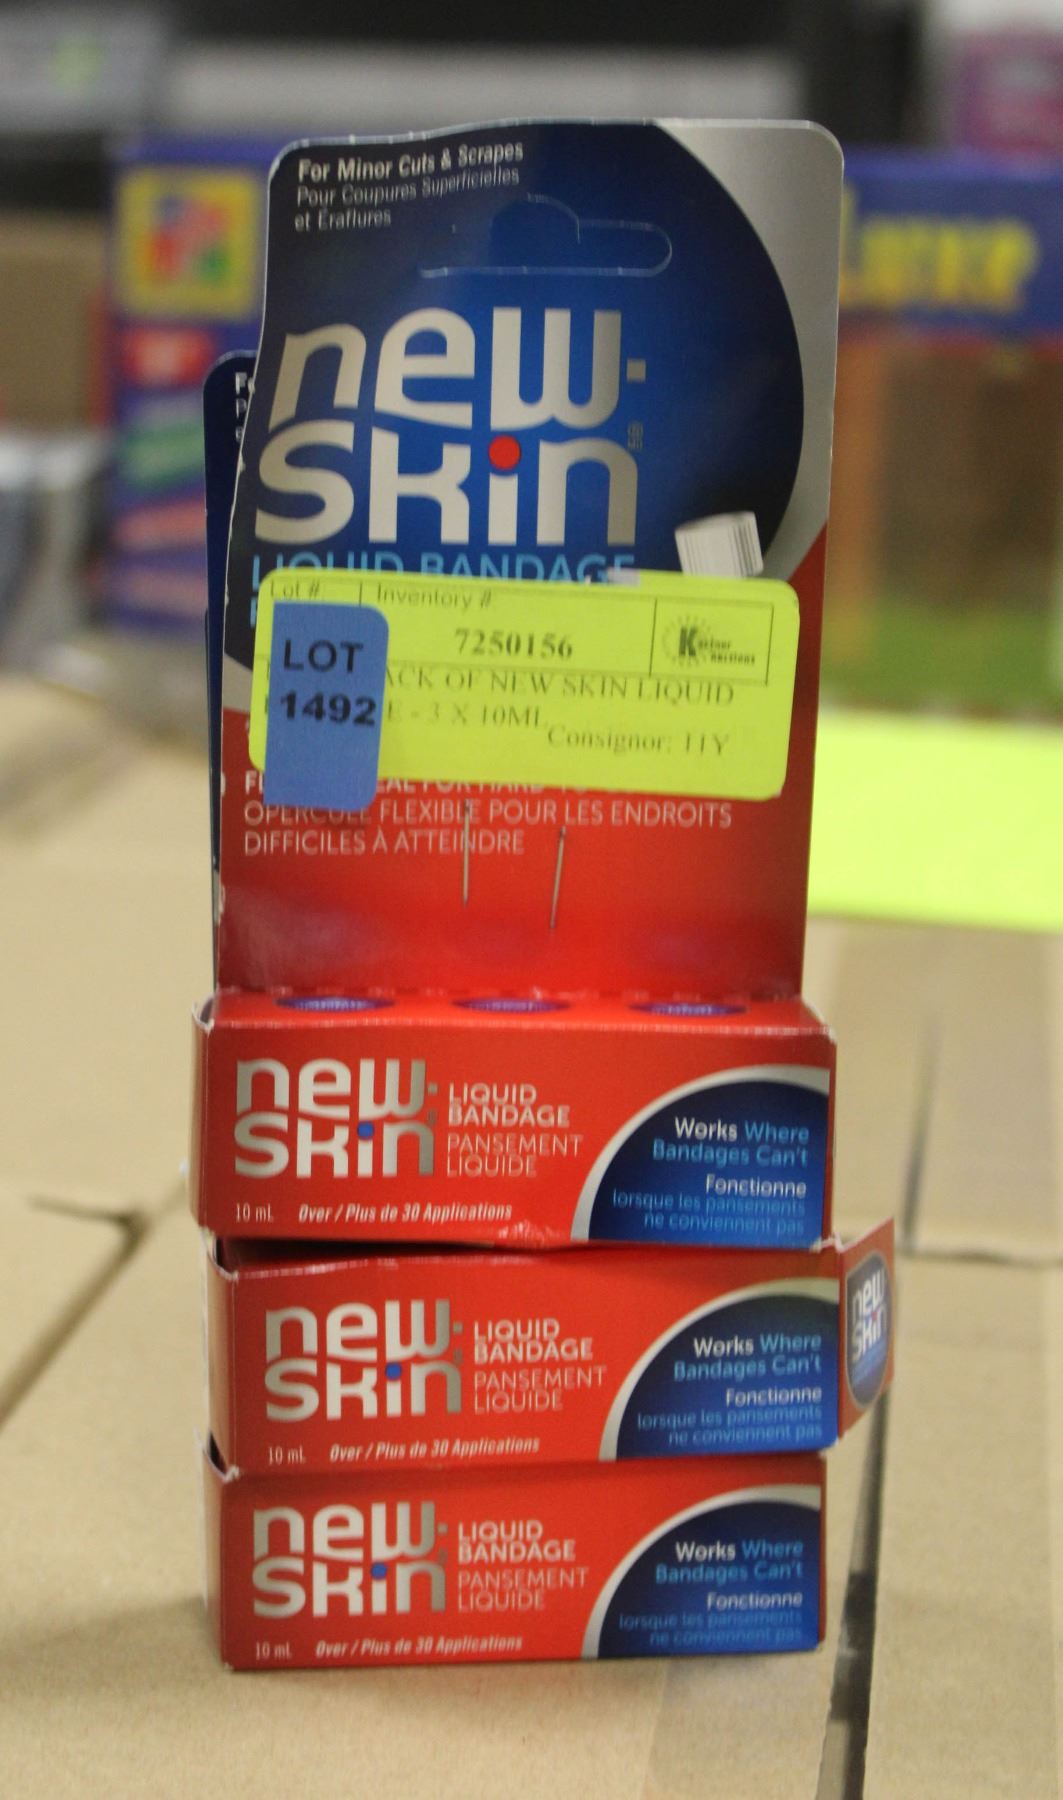 For Minor Cuts & Scrapes
Pour Coupures Superficielles
et Éraflures
new-
skin
LIQUID BANDAGE
Lot #:
Inventory #:
7250156
Kastner
Auctions
LOT
1492
ACK OF NEW SKIN LIQUID
E - 3 X 10ML
Consignor: 11Y
OPERCULE FLEXIBLE POUR LES ENDROITS
DIFFICILES À ATTEINDRE
new-
skin
LIQUID
BANDAGE
PANSEMENT
LIQUIDE
10 mL Over / Plus de 30 Applications
Works Where
Bandages Can't
Fonctionne
lorsque les pansements
ne conviennent pas
new-
skin
LIQUID
BANDAGE
PANSEMENT
LIQUIDE
10 mL Over / Plus de 30 Applications
Works Where
Bandages Can't
Fonctionne
lorsque les pansements
ne conviennent pas
new
skin
new-
skin
LIQUID
BANDAGE
PANSEMENT
LIQUIDE
10 mL Over / Plus de 30 Applications
Works Where
Bandages Can't
Fonctionne
lorsque les pansements
ne conviennent pas